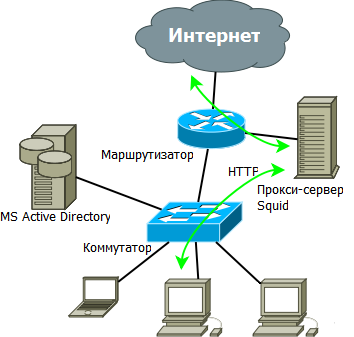 Интернет
Маршрутизатор
HTTP
Прокси-сервер
Squid
MS Active Directory
Коммутатор